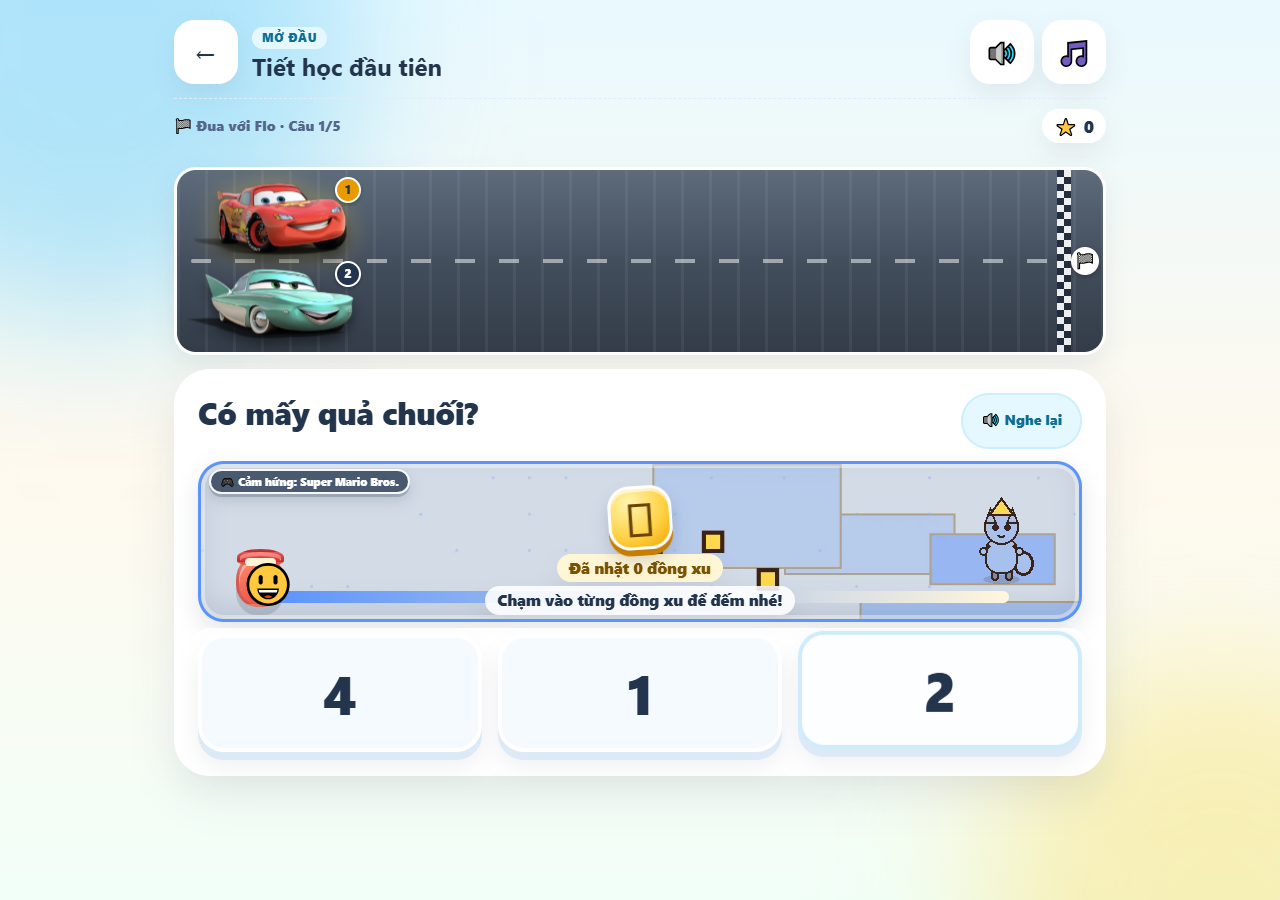 MỞ ĐẦU
Tiết học đầu tiên
Đua với Flo · Câu 1/5
0
1
2
Có mấy quả chuối?
Nghe lại
Cảm hứng: Super Mario Bros.
Đã nhặt 0 đồng xu
Chạm vào từng đồng xu để đếm nhé!
4
1
2